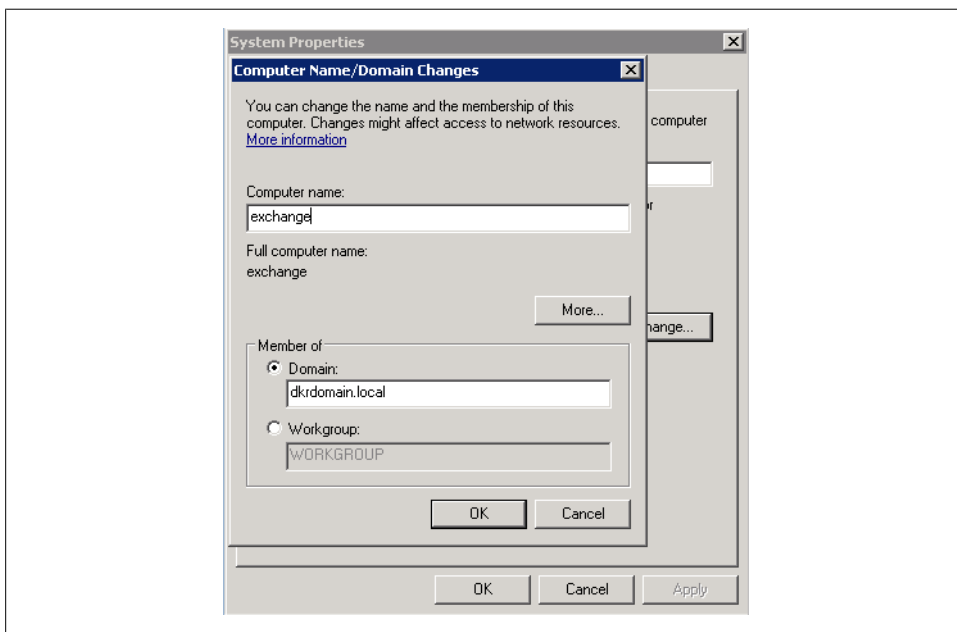 System Properties
Computer Name/Domain Changes
You can change the name and the membership of this
computer. Changes might affect access to network resources.
More information
computer
Computer name:
exchange
or
Full computer name:
exchange
More...
hange...
Member of
Domain:
dkrdomain.local
Workgroup:
WORKGROUP
OK Cancel
OK Cancel Apply